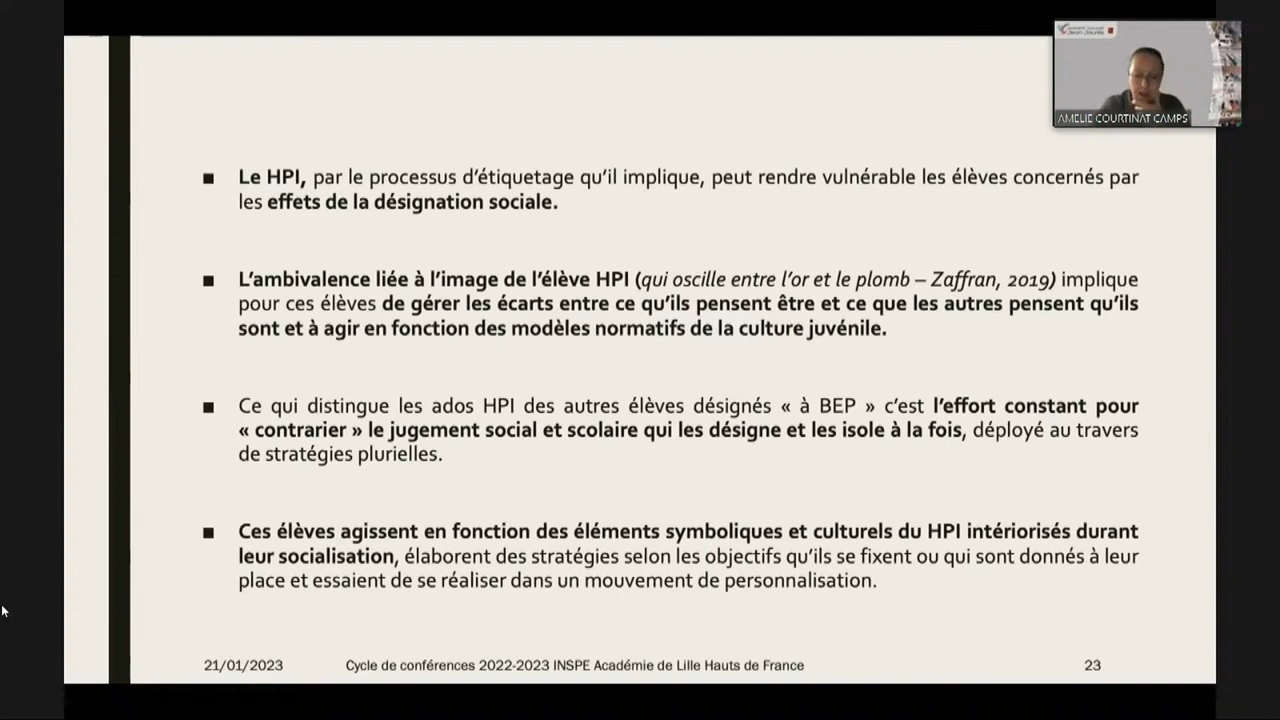 AMELIE COURTINAT CAMPS
■ Le HPI, par le processus d’étiquetage qu’il implique, peut rendre vulnérable les élèves concernés par
les effets de la désignation sociale.
■ L’ambivalence liée à l’image de l’élève HPI (qui oscille entre l’or et le plomb – Zaffran, 2019) implique
pour ces élèves de gérer les écarts entre ce qu’ils pensent être et ce que les autres pensent qu’ils
sont et à agir en fonction des modèles normatifs de la culture juvénile.
■ Ce qui distingue les ados HPI des autres élèves désignés « à BEP » c’est l’effort constant pour
« contrarier » le jugement social et scolaire qui les désigne et les isole à la fois, déployé au travers
de stratégies plurielles.
■ Ces élèves agissent en fonction des éléments symboliques et culturels du HPI intériorisés durant
leur socialisation, élaborent des stratégies selon les objectifs qu’ils se fixent ou qui sont donnés à leur
place et essaient de se réaliser dans un mouvement de personnalisation.
21/01/2023 Cycle de conférences 2022-2023 INSPE Académie de Lille Hauts de France 23